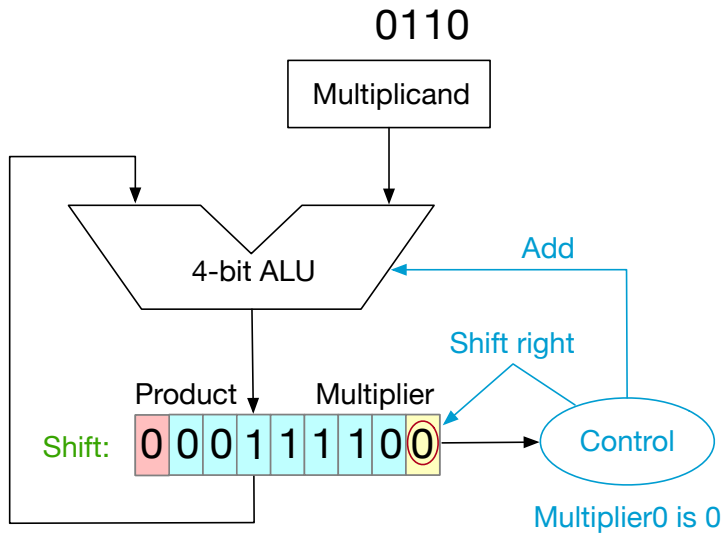 0110
Multiplicand
4-bit ALU
Add
Shift right
Product Multiplier
Shift: 0 0 0 1 1 1 1 0 0
Control
Multiplier0 is 0